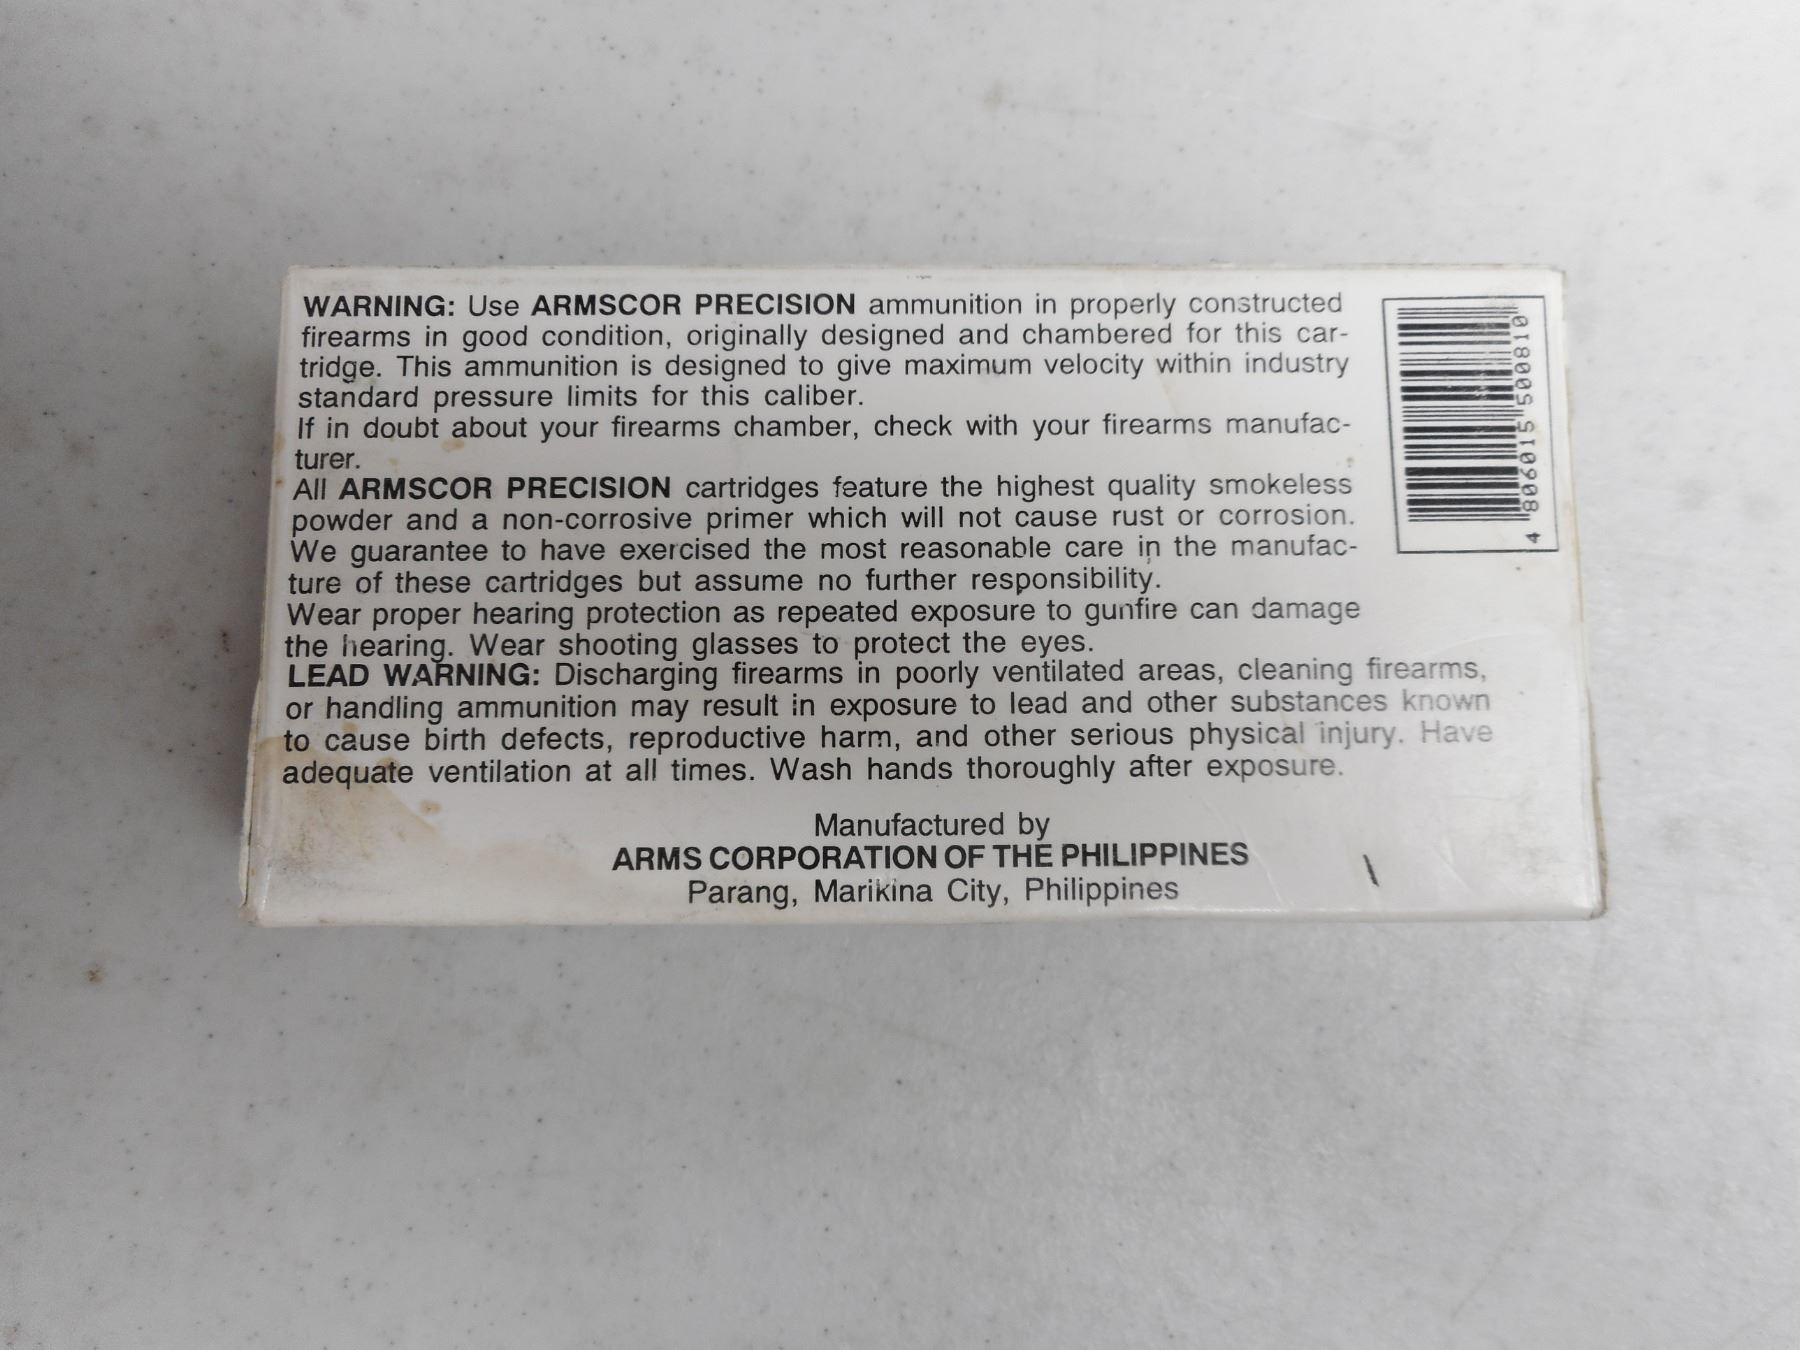 WARNING: Use ARMSCOR PRECISION ammunition in properly constructed
firearms in good condition, originally designed and chambered for this car-
tridge. This ammunition is designed to give maximum velocity within industry
standard pressure limits for this caliber.
If in doubt about your firearms chamber, check with your firearms manufac-
turer.
All ARMSCOR PRECISION cartridges feature the highest quality smokeless
powder and a non-corrosive primer which will not cause rust or corrosion.
We guarantee to have exercised the most reasonable care in the manufac-
ture of these cartridges but assume no further responsibility.
Wear proper hearing protection as repeated exposure to gunfire can damage
the hearing. Wear shooting glasses to protect the eyes.
LEAD WARNING: Discharging firearms in poorly ventilated areas, cleaning firearms,
or handling ammunition may result in exposure to lead and other substances known
to cause birth defects, reproductive harm, and other serious physical injury. Have
adequate ventilation at all times. Wash hands thoroughly after exposure.
Manufactured by
ARMS CORPORATION OF THE PHILIPPINES
Parang, Marikina City, Philippines
4 806015 500810